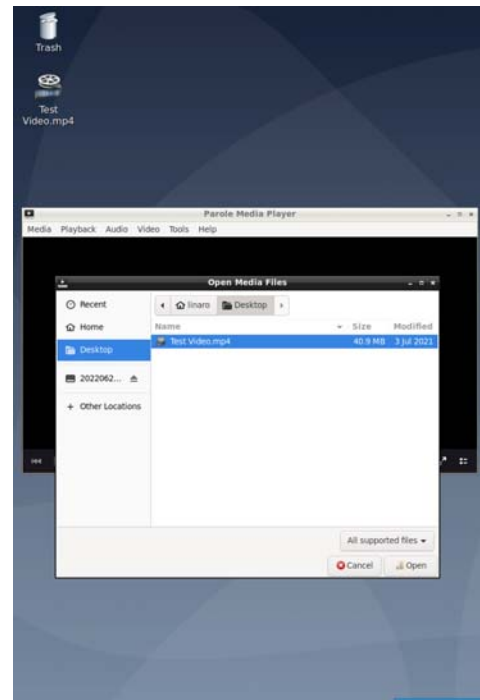 Trash
Test
Video.mp4
Parole Media Player
Media Playback Audio Video Tools Help
Open Media Files
Recent
Home
Desktop
2022062...
+ Other Locations
linaro Desktop
Name Size Modified
Test Video.mp4 40.9 MB 3 Jul 2021
All supported files
Cancel Open